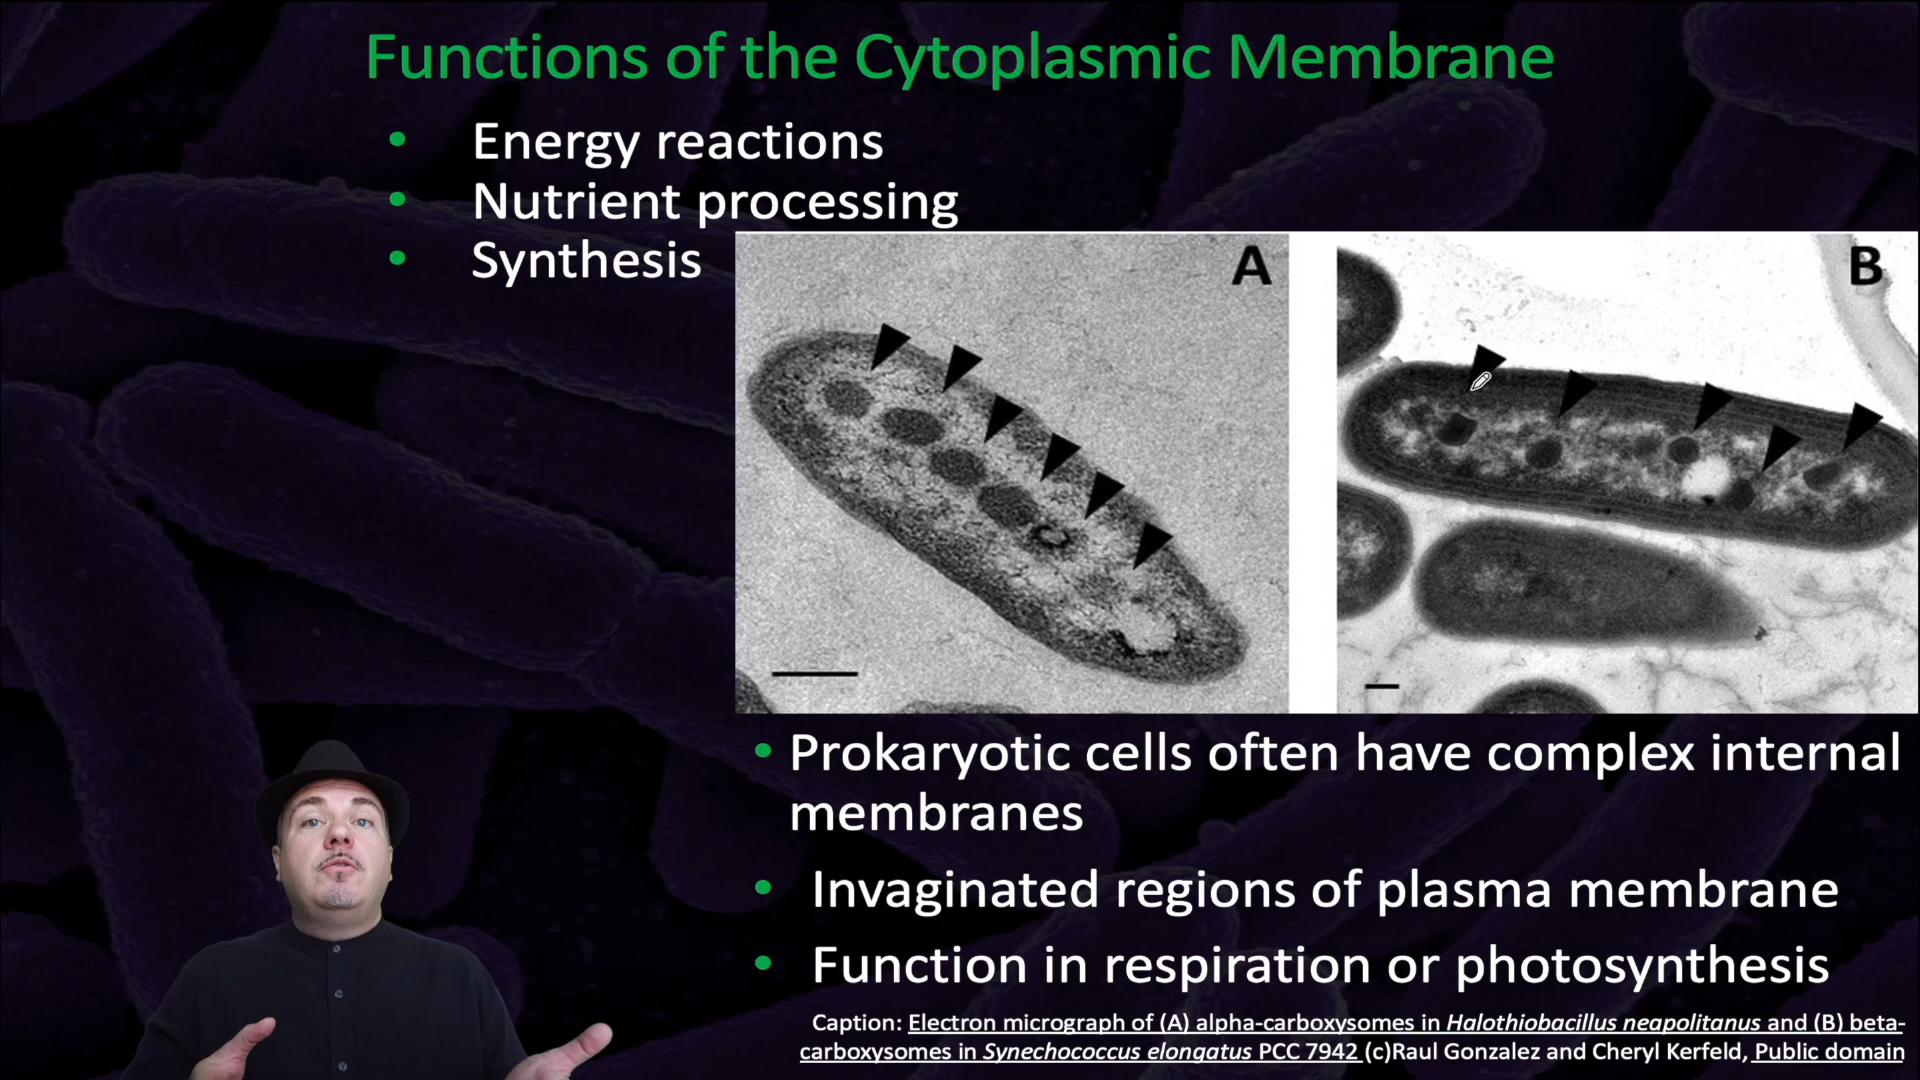 Functions of the Cytoplasmic Membrane
• Energy reactions
• Nutrient processing
• Synthesis
A
B
• Prokaryotic cells often have complex internal
membranes
• Invaginated regions of plasma membrane
• Function in respiration or photosynthesis
Caption: Electron micrograph of (A) alpha-carboxysomes in Halothiobacillus neapolitanus and (B) beta-
carboxysomes in Synechococcus elongatus PCC 7942 (c)Raul Gonzalez and Cheryl Kerfeld, Public domain